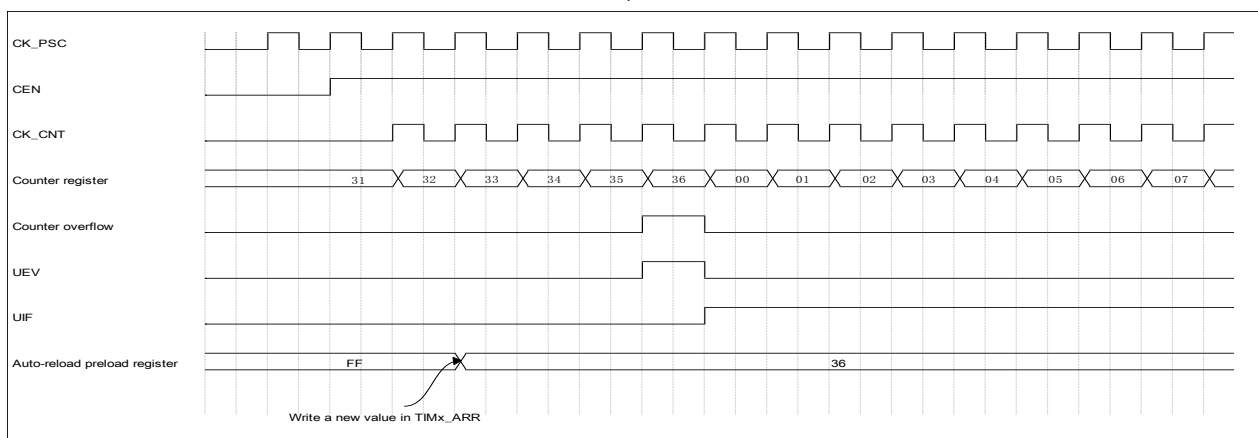 CK_PSC
CEN
CK_CNT
Counter register 31 32 33 34 35 36 00 01 02 03 04 05 06 07
Counter overflow
UEV
UIF
Auto-reload preload register FF 36
Write a new value in TIMx_ARR